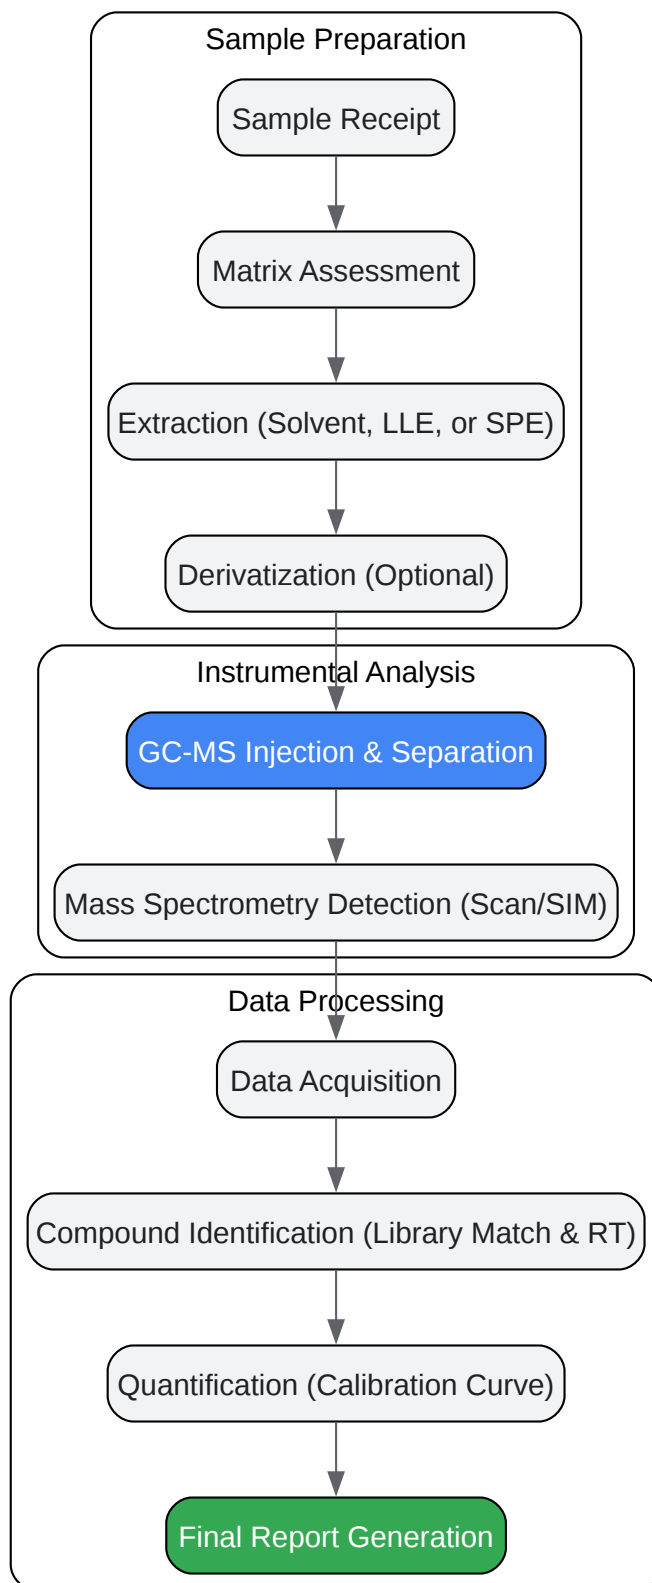 Sample Preparation
Sample Receipt
Matrix Assessment
Extraction (Solvent, LLE, or SPE)
Derivatization (Optional)
Instrumental Analysis
GC-MS Injection & Separation
Mass Spectrometry Detection (Scan/SIM)
Data Processing
Data Acquisition
Compound Identification (Library Match & RT)
Quantification (Calibration Curve)
Final Report Generation